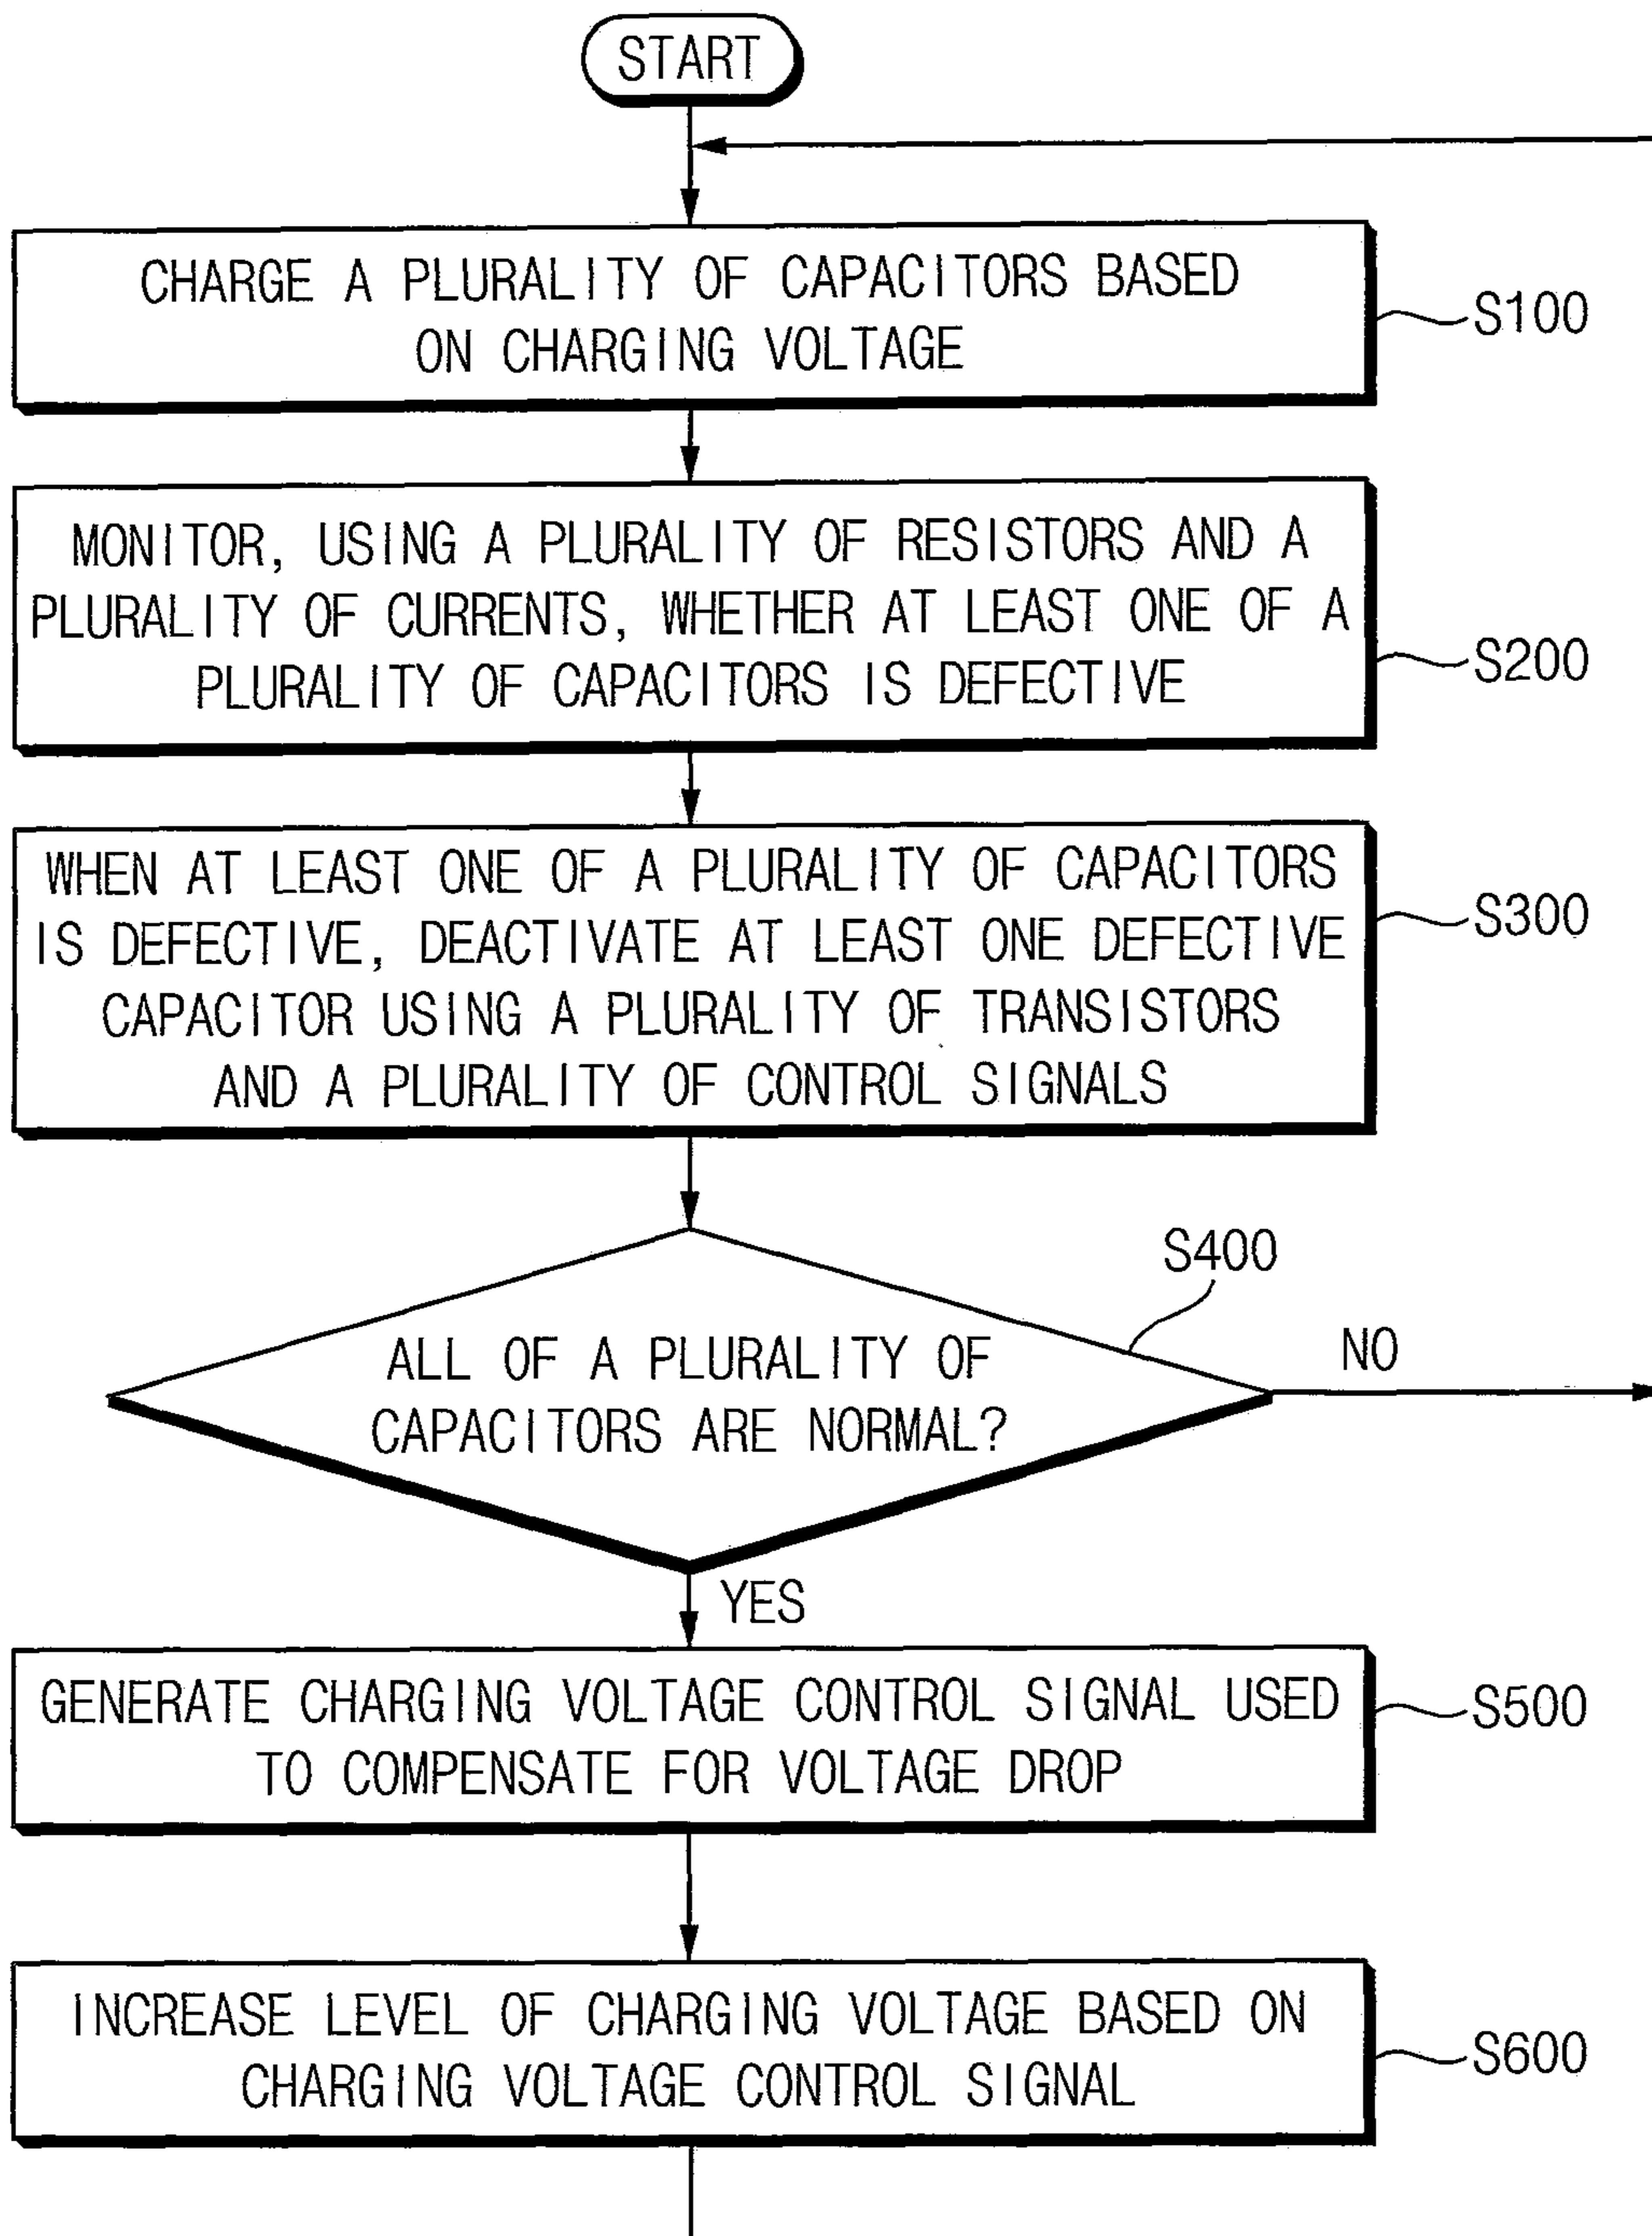 START
CHARGE A PLURALITY OF CAPACITORS BASED
ON CHARGING VOLTAGE
S100
MONITOR, USING A PLURALITY OF RESISTORS AND A
PLURALITY OF CURRENTS, WHETHER AT LEAST ONE OF A
PLURALITY OF CAPACITORS IS DEFECTIVE
S200
WHEN AT LEAST ONE OF A PLURALITY OF CAPACITORS
IS DEFECTIVE, DEACTIVATE AT LEAST ONE DEFECTIVE
CAPACITOR USING A PLURALITY OF TRANSISTORS
AND A PLURALITY OF CONTROL SIGNALS
S300
S400
ALL OF A PLURALITY OF
CAPACITORS ARE NORMAL?
NO
YES
GENERATE CHARGING VOLTAGE CONTROL SIGNAL USED
TO COMPENSATE FOR VOLTAGE DROP
S500
INCREASE LEVEL OF CHARGING VOLTAGE BASED ON
CHARGING VOLTAGE CONTROL SIGNAL
S600